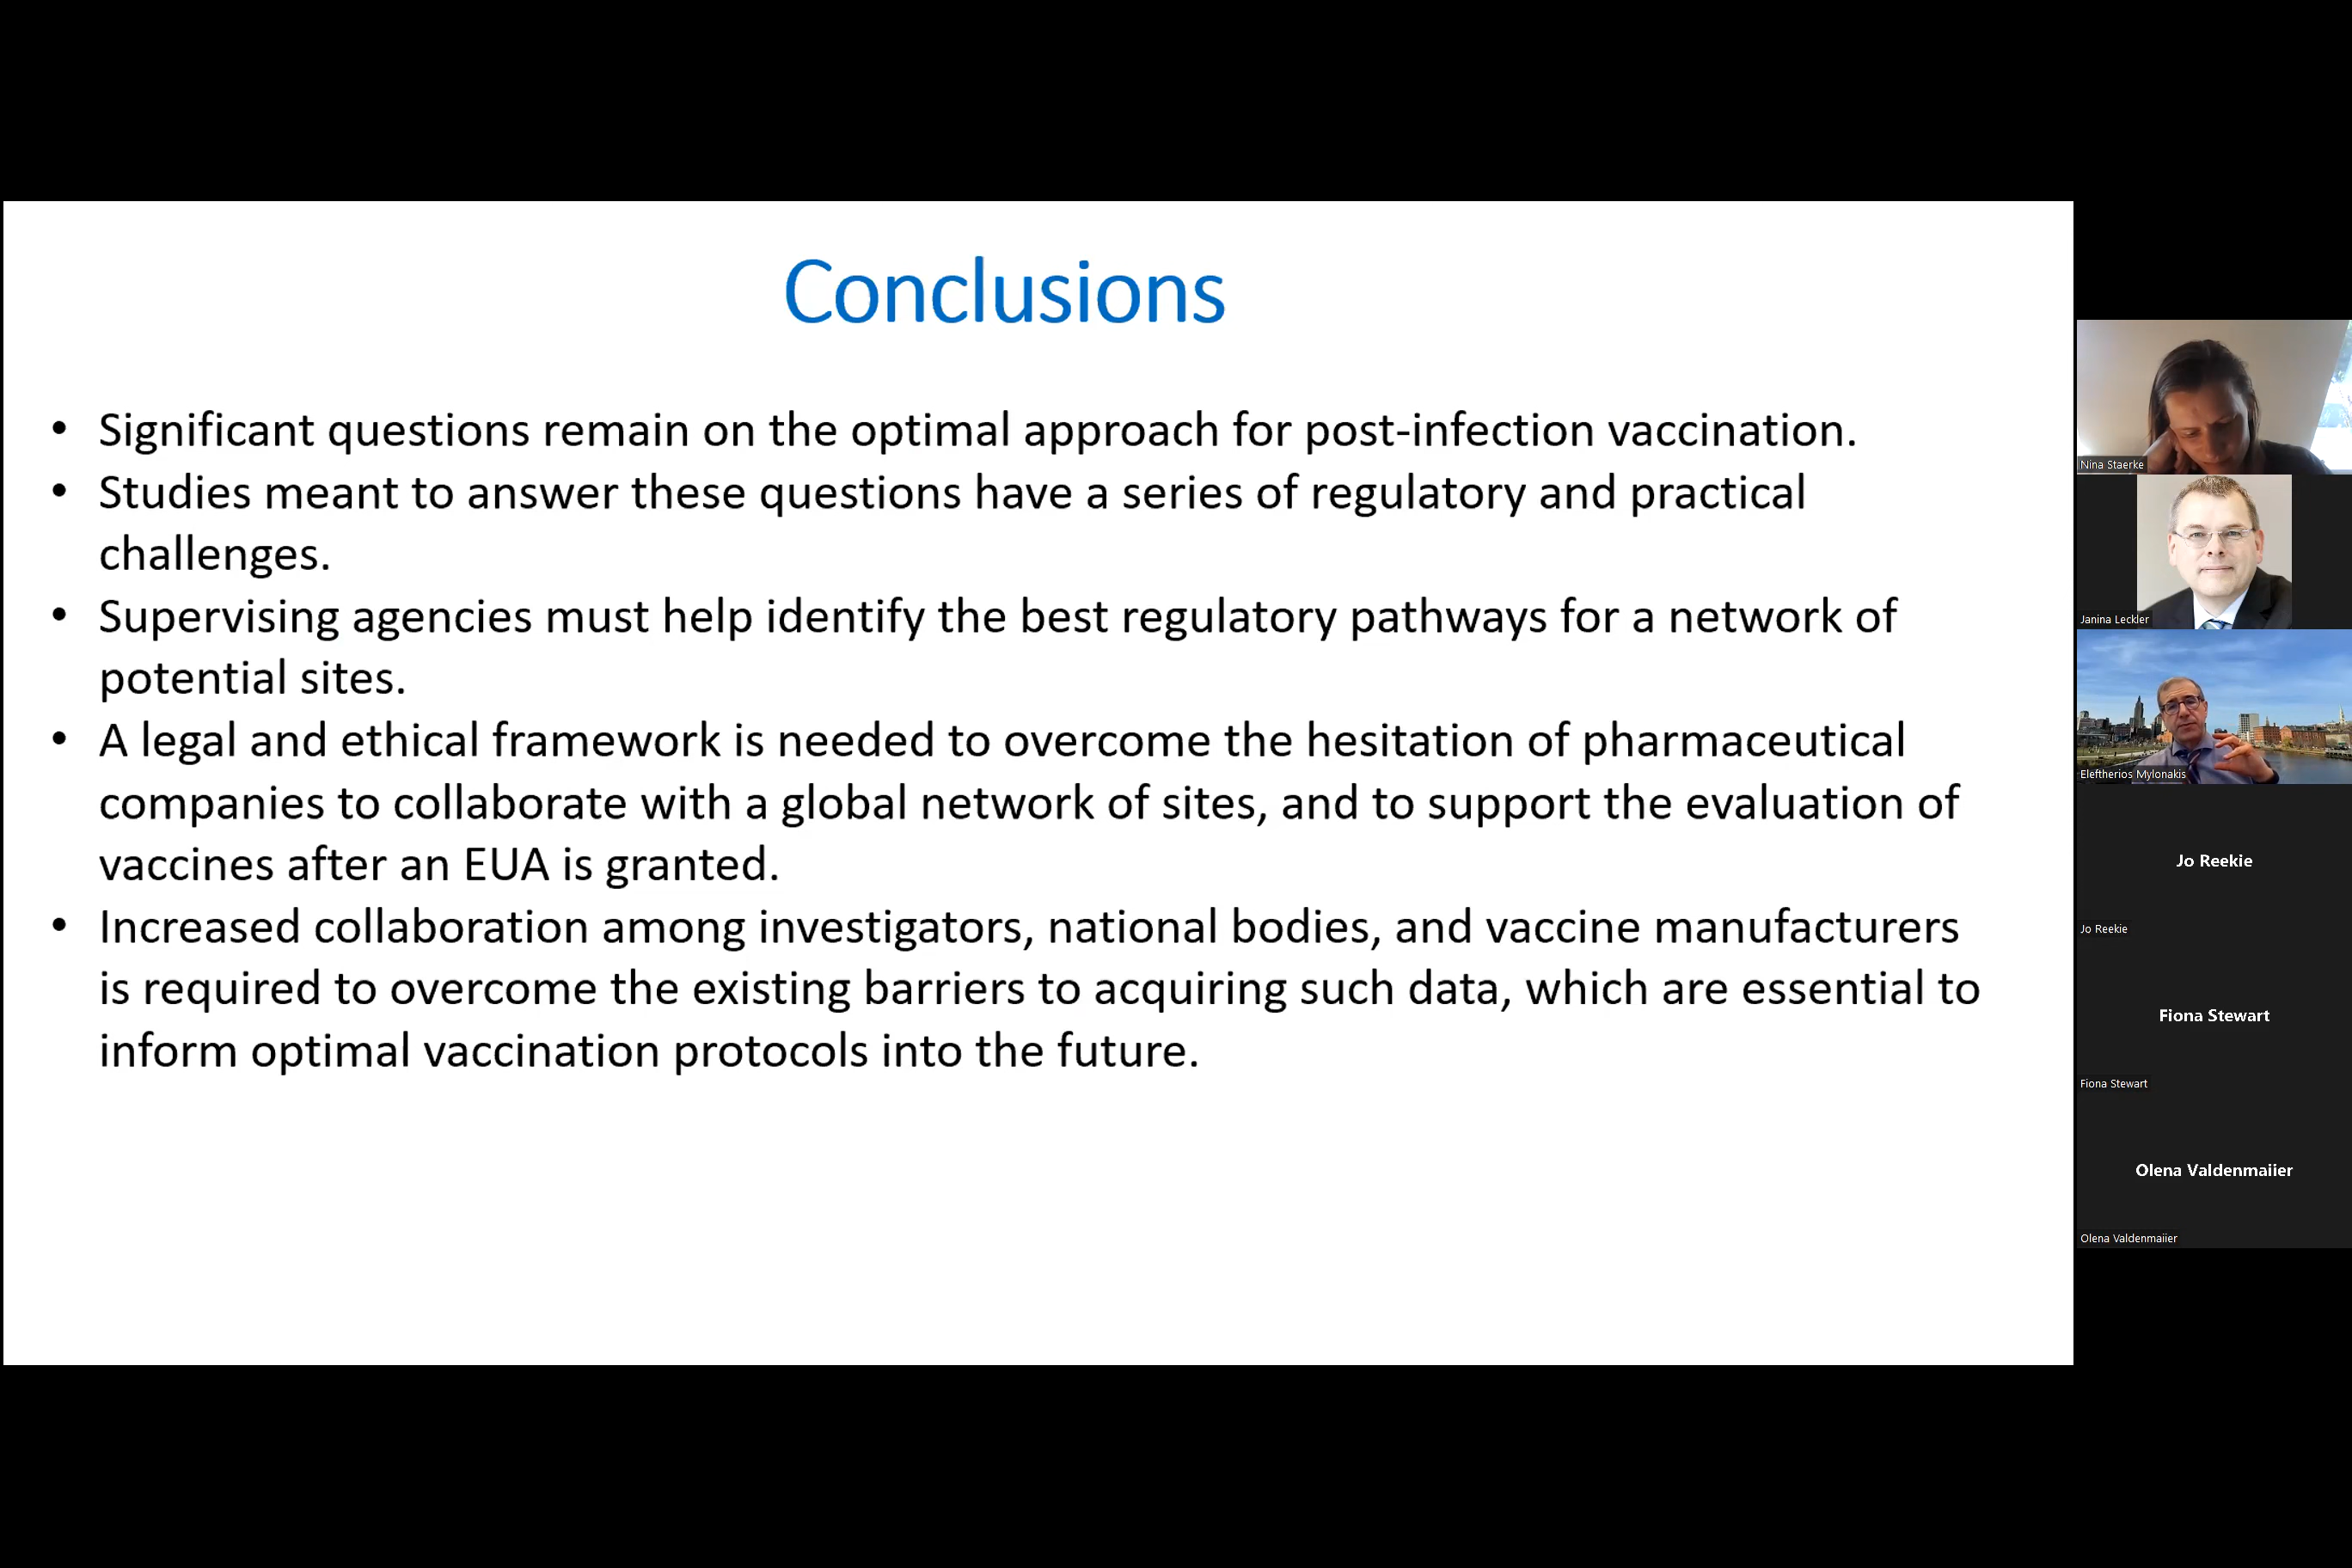 Conclusions
• Significant questions remain on the optimal approach for post-infection vaccination.
• Studies meant to answer these questions have a series of regulatory and practical
challenges.
• Supervising agencies must help identify the best regulatory pathways for a network of
potential sites.
• A legal and ethical framework is needed to overcome the hesitation of pharmaceutical
companies to collaborate with a global network of sites, and to support the evaluation of
vaccines after an EUA is granted.
• Increased collaboration among investigators, national bodies, and vaccine manufacturers
is required to overcome the existing barriers to acquiring such data, which are essential to
inform optimal vaccination protocols into the future.
Nina Staerke
Janina Leckler
Eleftherios Mylonakis
Jo Reekie
Jo Reekie
Fiona Stewart
Fiona Stewart
Olena Valdenmaiier
Olena Valdenmaiier